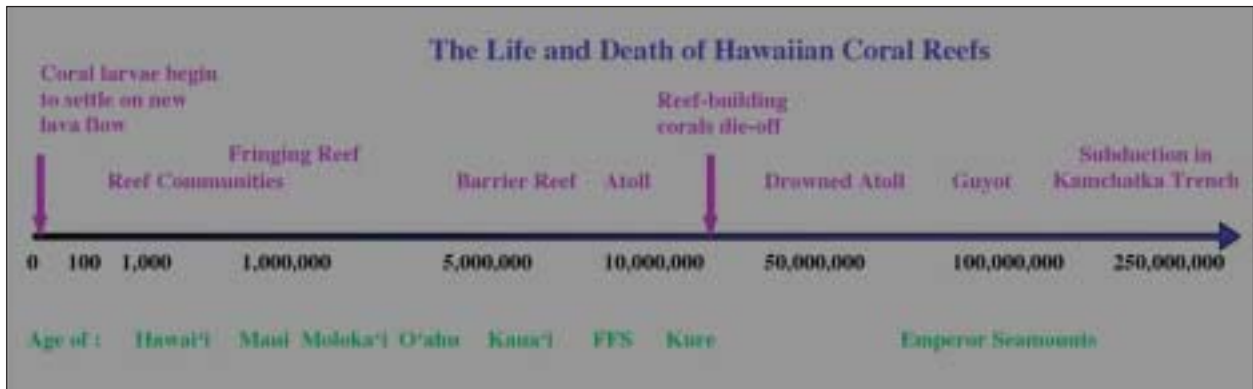 The Life and Death of Hawaiian Coral Reefs
Coral larvae begin
to settle on new
lava flow
Reef-building
corals die-off
Fringing Reef
Subduction in
Reef Communities Barrier Reef Atoll Drowned Atoll Guyot Kamchatka Trench
0 100 1,000 1,000,000 5,000,000 10,000,000 50,000,000 100,000,000 250,000,000
Age of : Hawai‘i Maui Moloka‘i O‘ahu Kaua‘i FFS Kure Emperor Seamounts